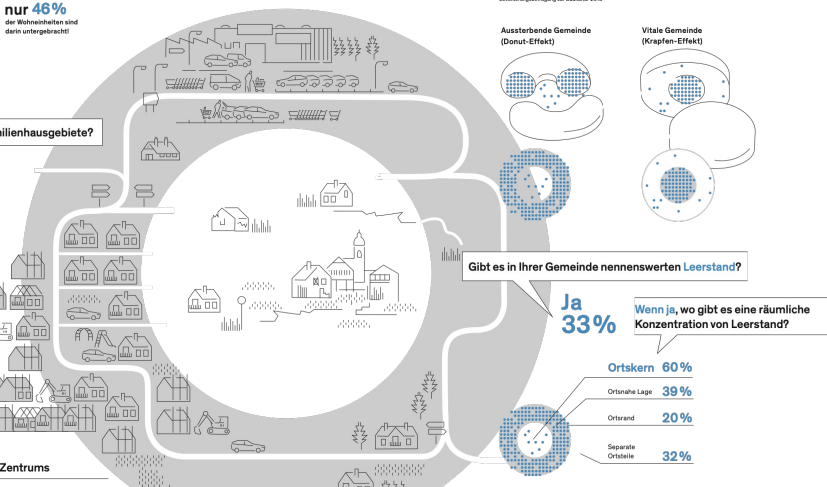 nur 46%
der Wohneinheiten sind
darin untergebracht!
Aussterbende Gemeinde
(Donut-Effekt)
Vitale Gemeinde
(Krapfen-Effekt)
nilienhausgebiete?
Gibt es in Ihrer Gemeinde nennenswerten Leerstand?
Ja
33%
Wenn ja, wo gibt es eine räumliche
Konzentration von Leerstand?
Ortskern 60%
Ortsnahe Lage 39%
Ortsrand 20%
Separate
Ortsteile 32%
Zentrums